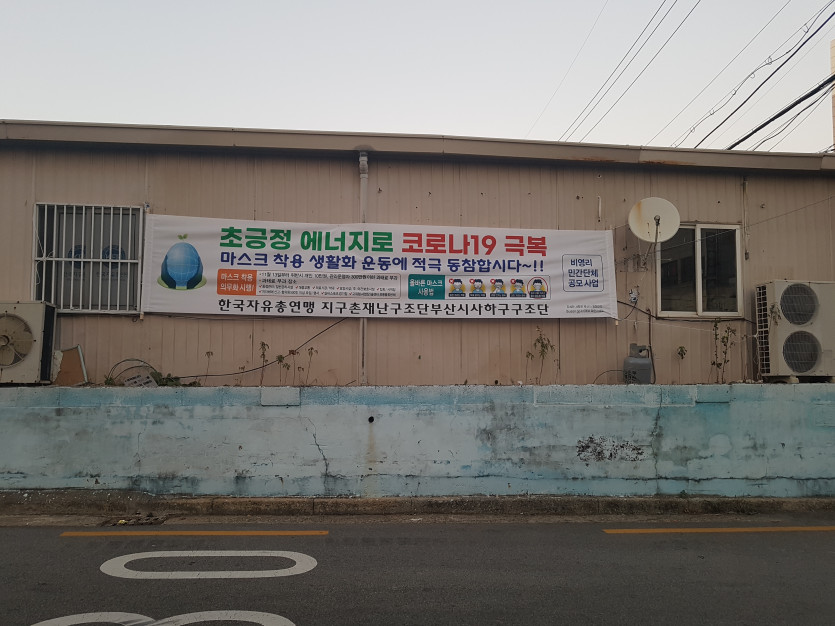 초긍정 에너지로 코로나19 극복
마스크 착용 생활화 운동에 적극 동참합시다~!!
마스크 착용
의무화 시행!
올바른 마스크
사용법
비영리
민간단체
공모사업
한국자유총연맹 지구촌재난구조단부산시사하구구조단